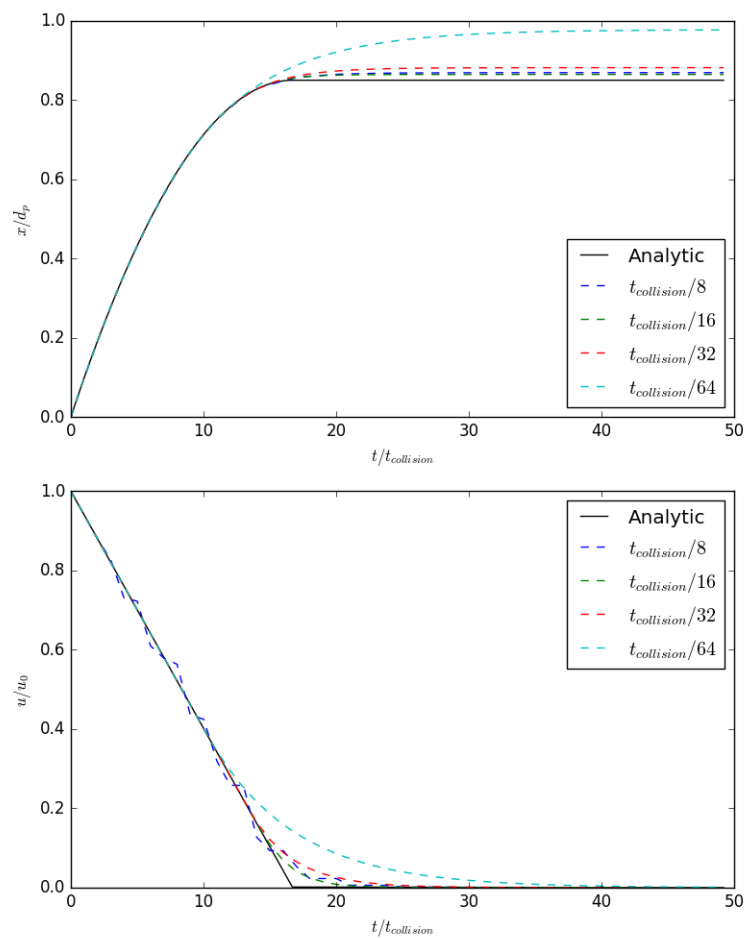 1.0
0.8
0.6
0.4
0.2
0.0
x/d_p
Analytic
t_collision/8
t_collision/16
t_collision/32
t_collision/64
0 10 20 30 40 50
t/t_collision
1.0
0.8
0.6
0.4
0.2
0.0
u/u_0
Analytic
t_collision/8
t_collision/16
t_collision/32
t_collision/64
0 10 20 30 40 50
t/t_collision